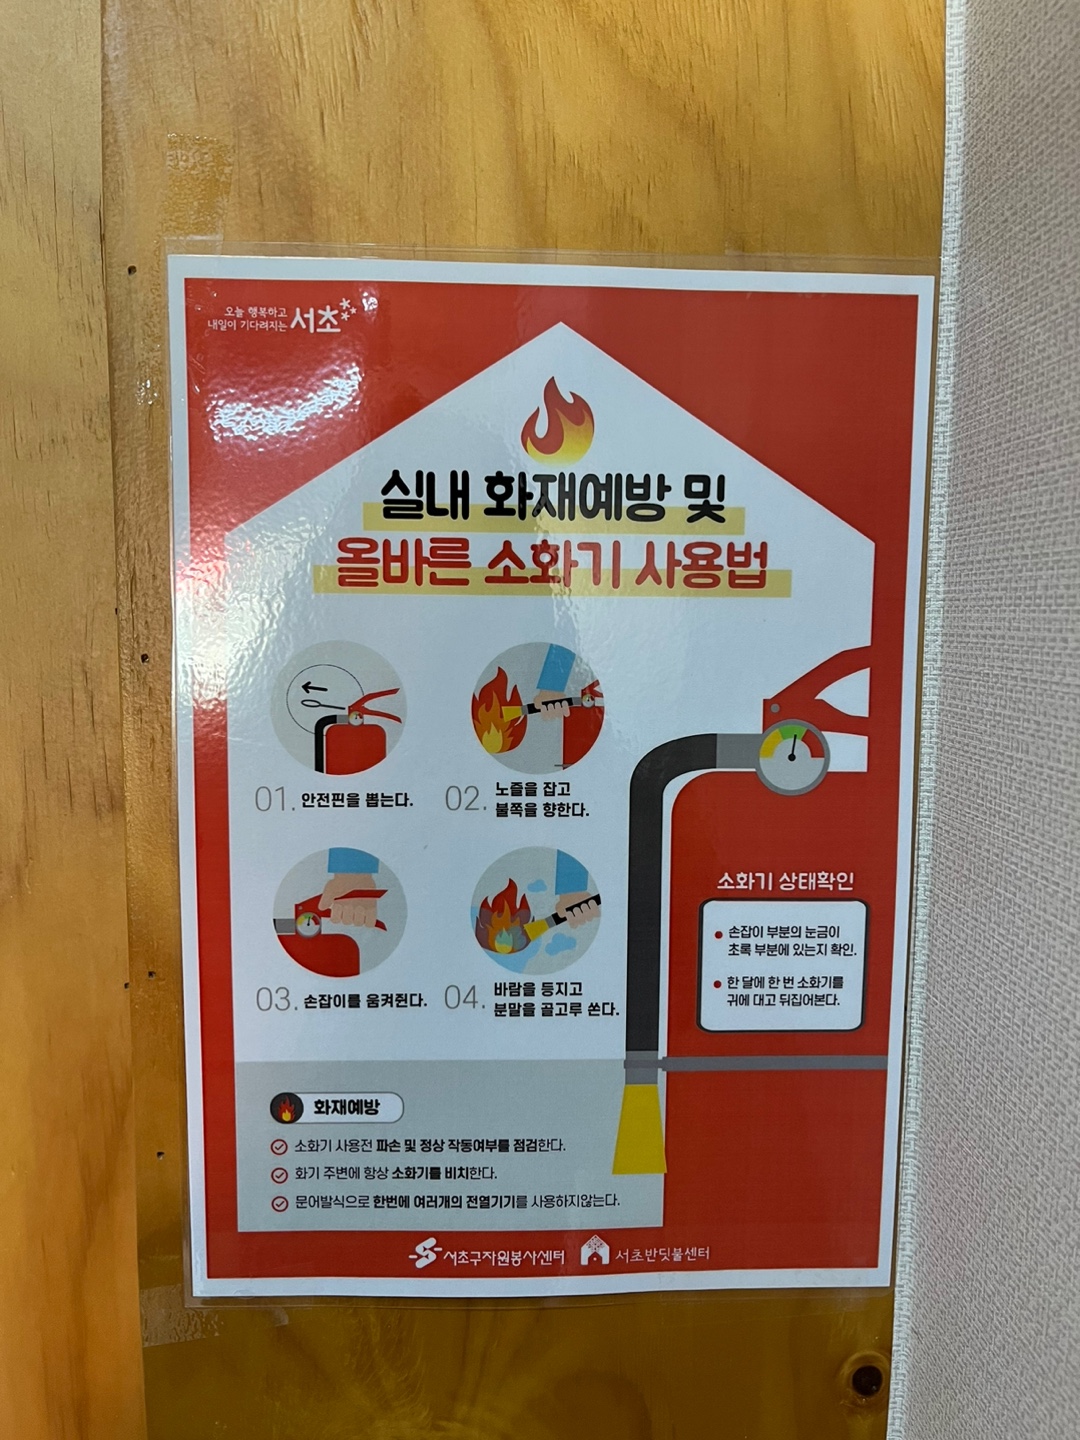 오늘 행복하고
내일이 기다려지는 서초
실내 화재예방 및
올바른 소화기 사용법
01. 안전핀을 뽑는다.
02. 노즐을 잡고
불쪽을 향한다.
03. 손잡이를 움켜쥔다.
04. 바람을 등지고
분말을 골고루 쏜다.
소화기 상태확인
손잡이 부분의 눈금이
초록 부분에 있는지 확인.
한 달에 한 번 소화기를
귀에 대고 뒤집어본다.
화재예방
소화기 사용전 파손 및 정상 작동여부를 점검한다.
화기 주변에 항상 소화기를 비치한다.
문어발식으로 한번에 여러개의 전열기기를 사용하지않는다.
서초구자원봉사센터 서초반딧불센터